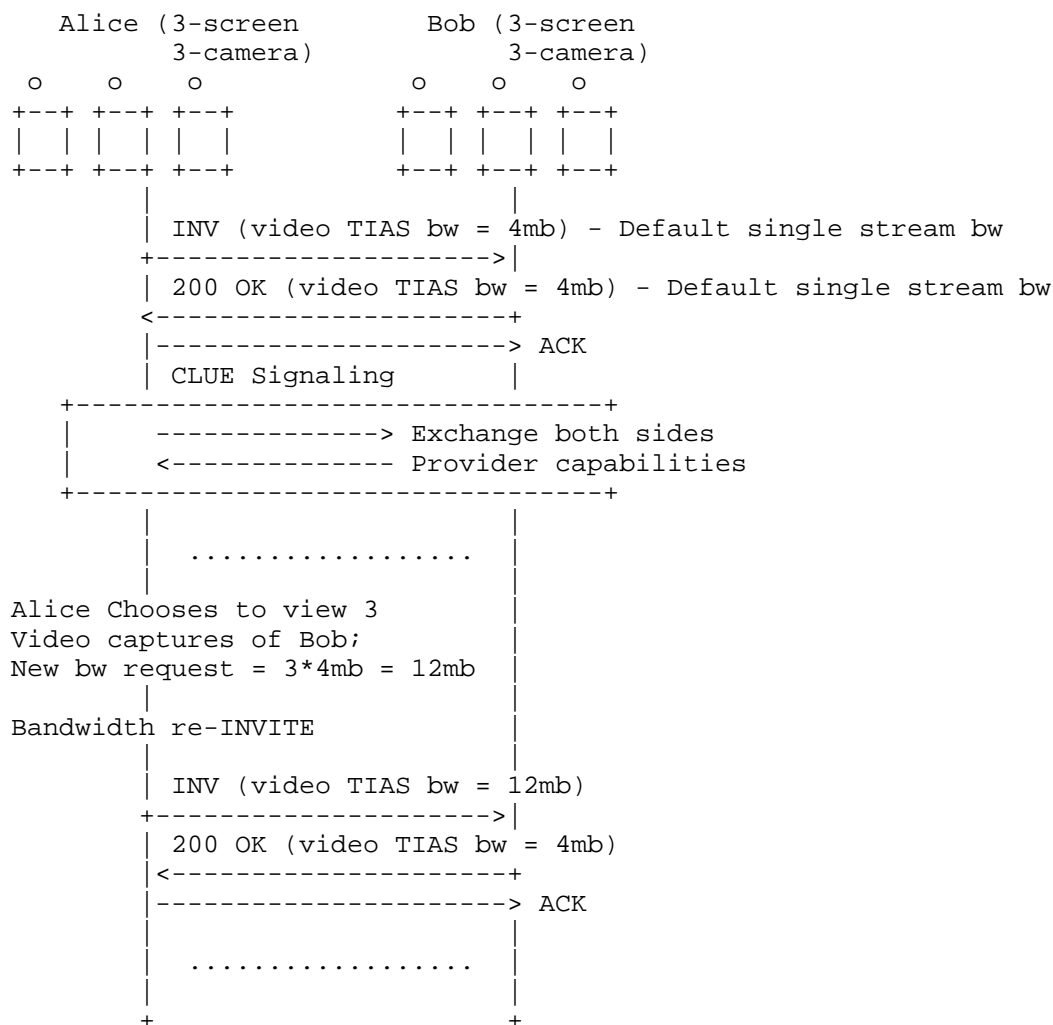 Alice (3-screen Bob (3-screen
3-camera) 3-camera)
o o o o o o
INV (video TIAS bw = 4mb) - Default single stream bw
200 OK (video TIAS bw = 4mb) - Default single stream bw
ACK
CLUE Signaling
Exchange both sides
Provider capabilities
..................
Alice Chooses to view 3
Video captures of Bob;
New bw request = 3*4mb = 12mb
Bandwidth re-INVITE
INV (video TIAS bw = 12mb)
200 OK (video TIAS bw = 4mb)
ACK
..................